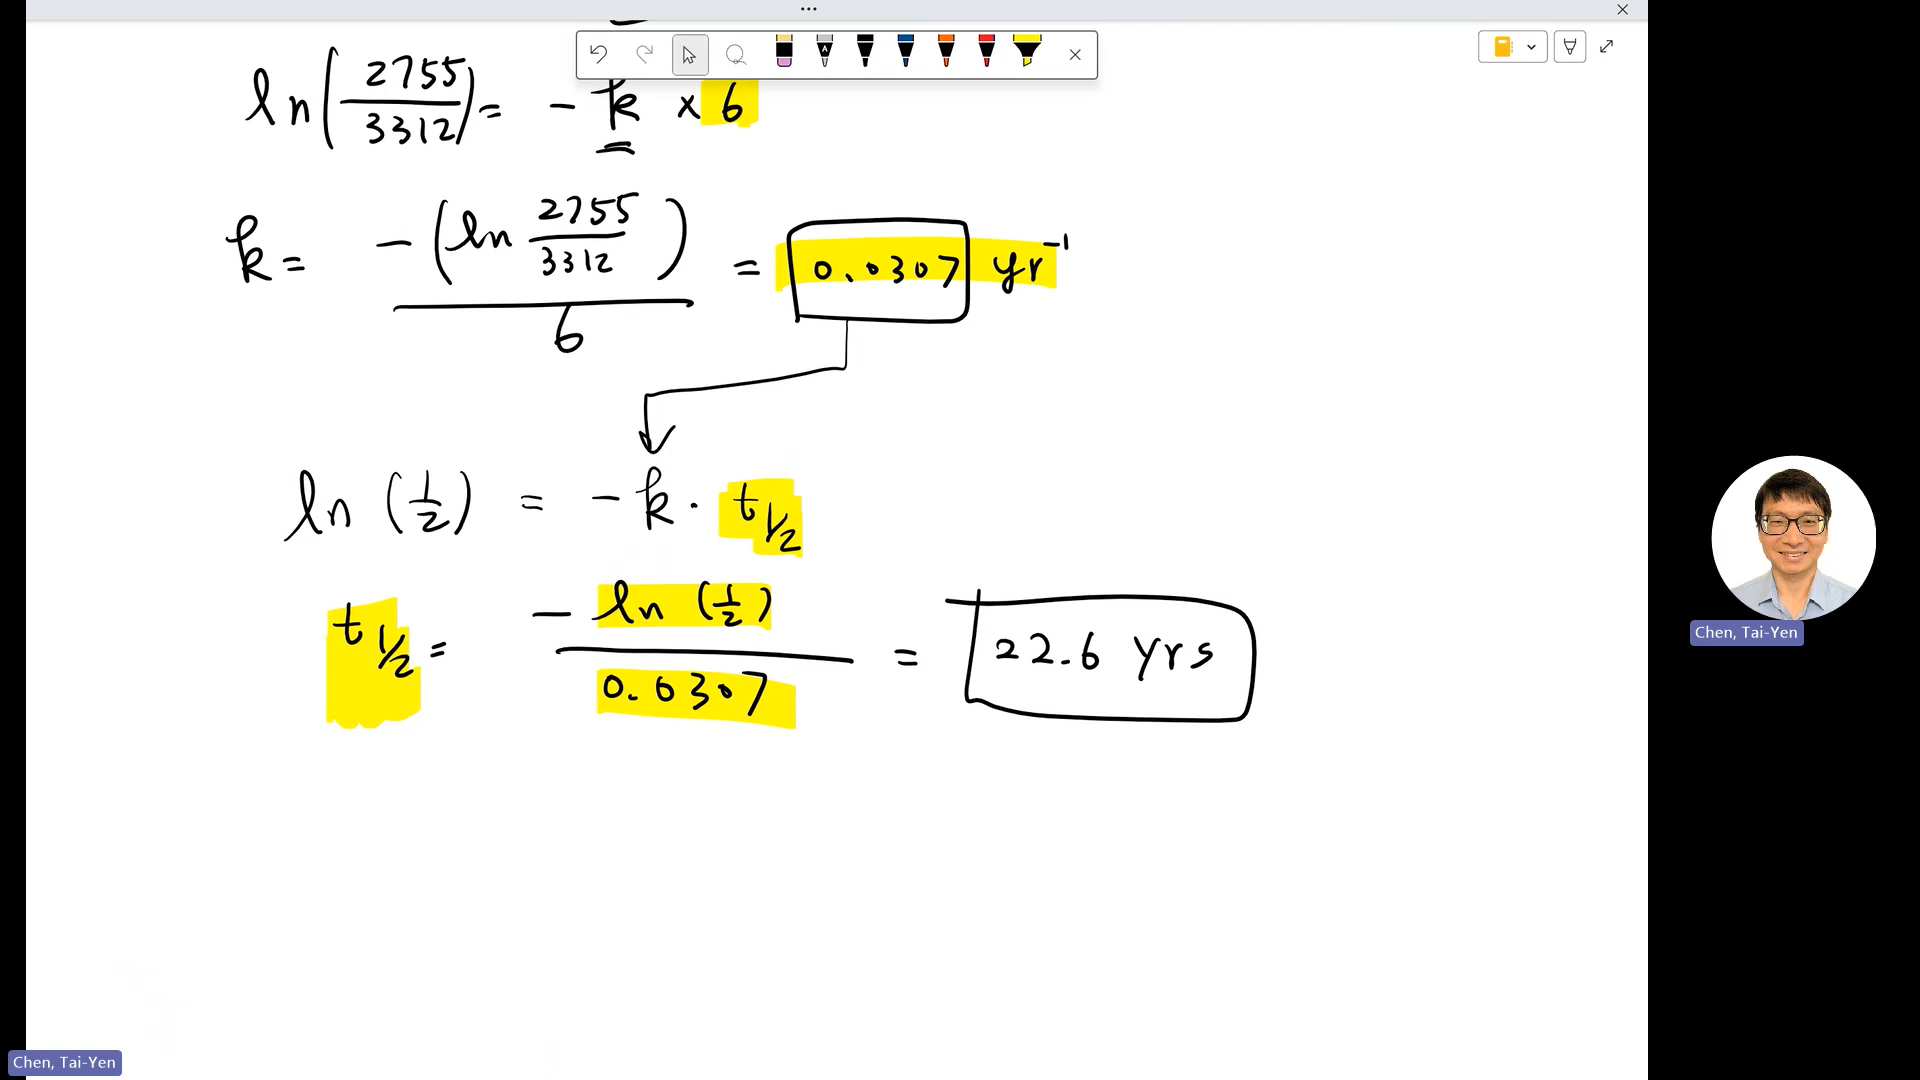 ln(2755/3312) = -k × 6
k = -(ln 2755/3312)/6 = 0.0307 yr⁻¹
ln (1/2) = -k · t1/2
t1/2 = -ln (1/2)/0.0307 = 22.6 yrs
Chen, Tai-Yen
Chen, Tai-Yen